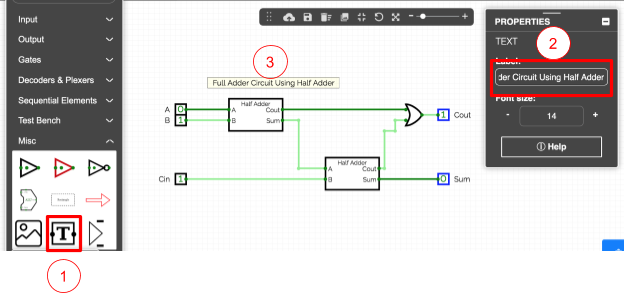 Input
Output
Gates
Decoders & Plexers
Sequential Elements
Test Bench
Misc
T
1
3
Full Adder Circuit Using Half Adder
A 0
B 1
Half Adder
A Cout
B Sum
1 Cout
Half Adder
A Cout
B Sum
Cin 1
0 Sum
PROPERTIES
TEXT
2
Label:
der Circuit Using Half Adder
Font size:
- 14 +
Help